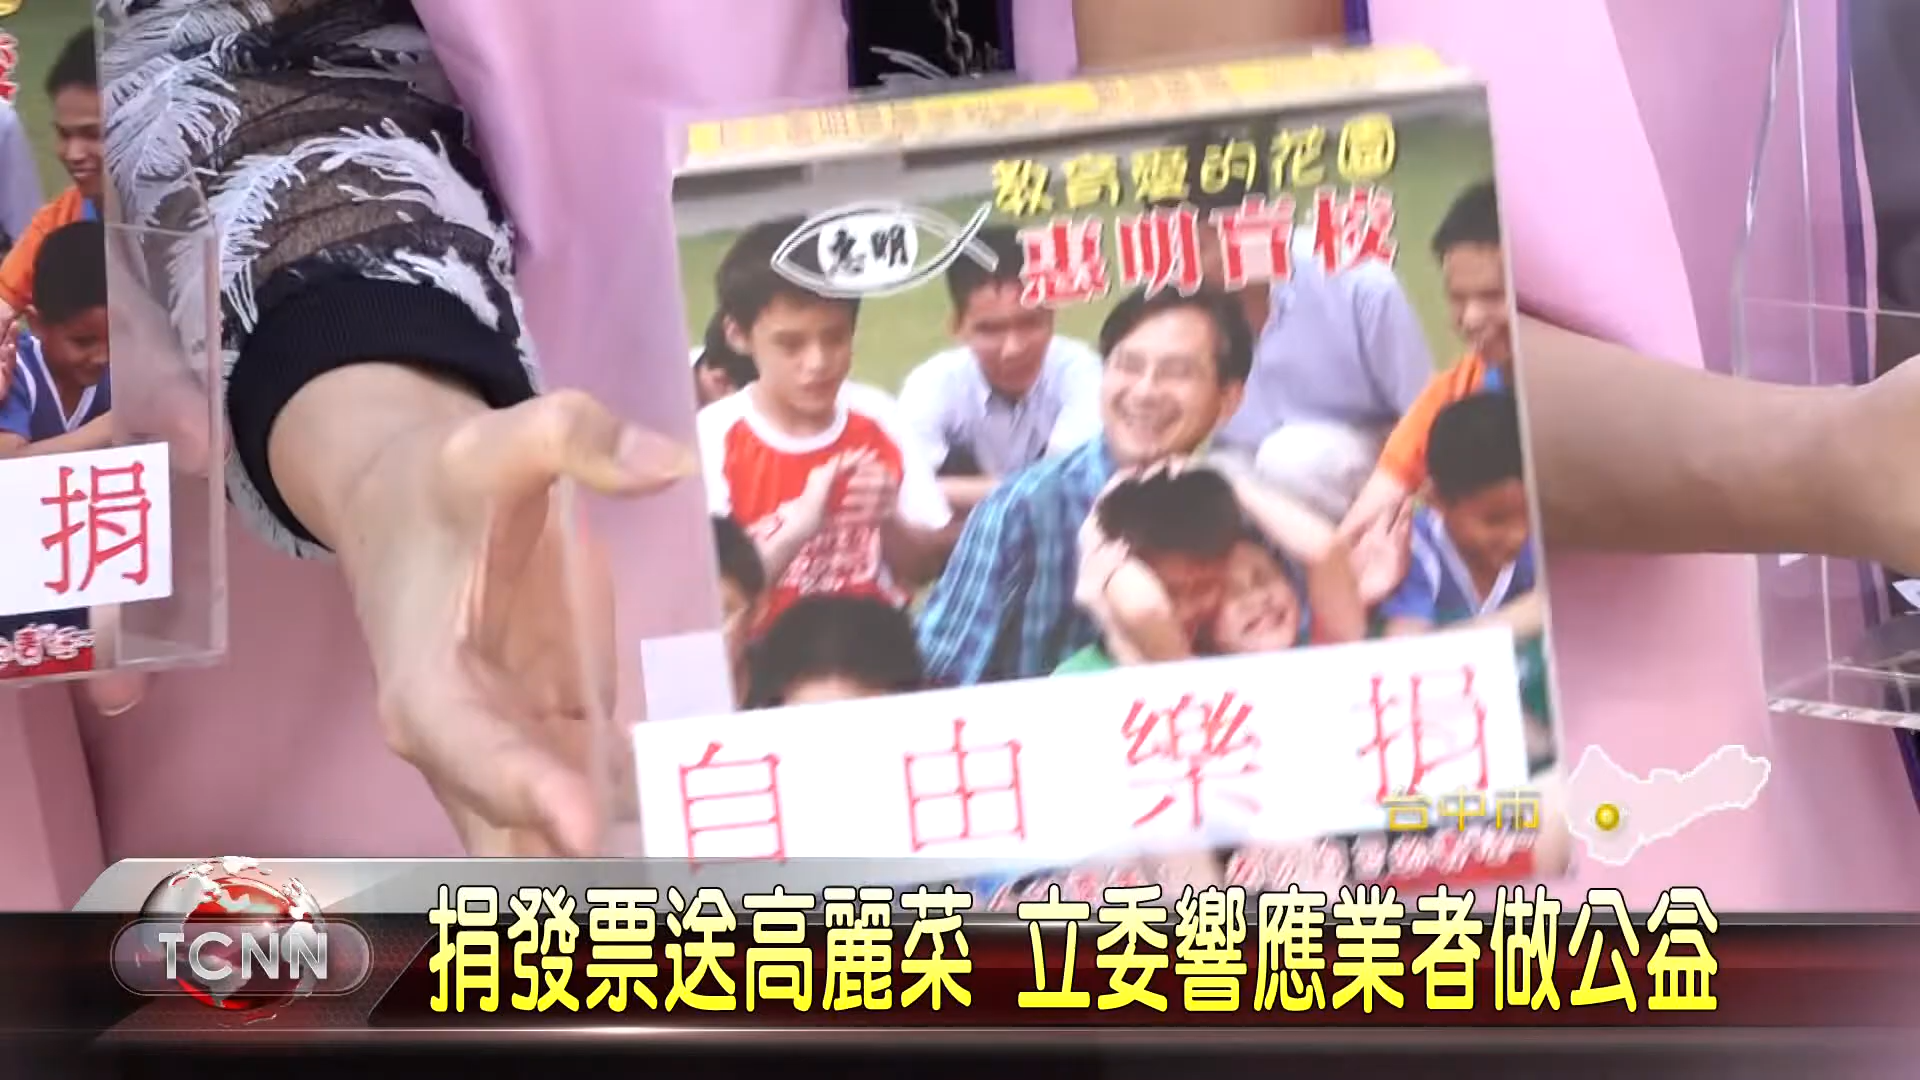 教育愛的花園
惠明
惠明盲校
捐
自由樂捐
台中市
TCNN
捐發票送高麗菜 立委響應業者做公益